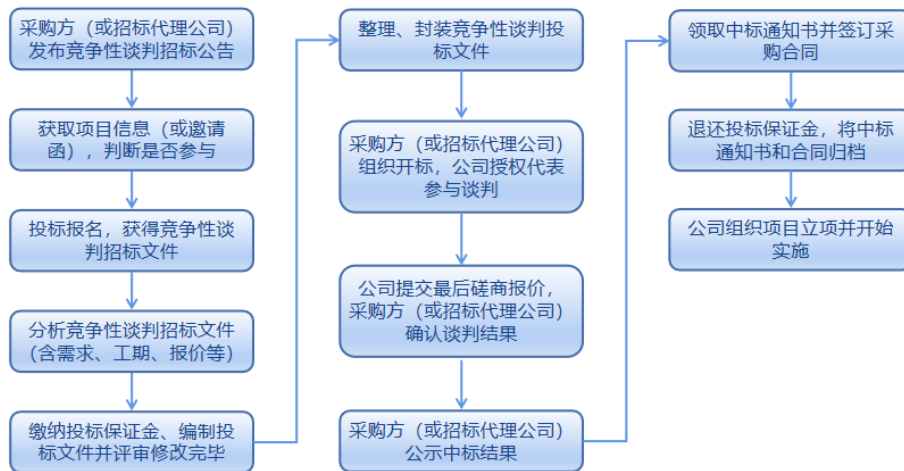 采购方（或招标代理公司）
发布竞争性谈判招标公告
获取项目信息（或邀请
函），判断是否参与
投标报名，获得竞争性谈
判招标文件
分析竞争性谈判招标文件
（含需求、工期、报价等）
缴纳投标保证金、编制投
标文件并评审修改完毕
整理、封装竞争性谈判投
标文件
采购方（或招标代理公司）
组织开标，公司授权代表
参与谈判
公司提交最后磋商报价，
采购方（或招标代理公司）
确认谈判结果
采购方（或招标代理公司）
公示中标结果
领取中标通知书并签订采
购合同
退还投标保证金，将中标
通知书和合同归档
公司组织项目立项并开始
实施